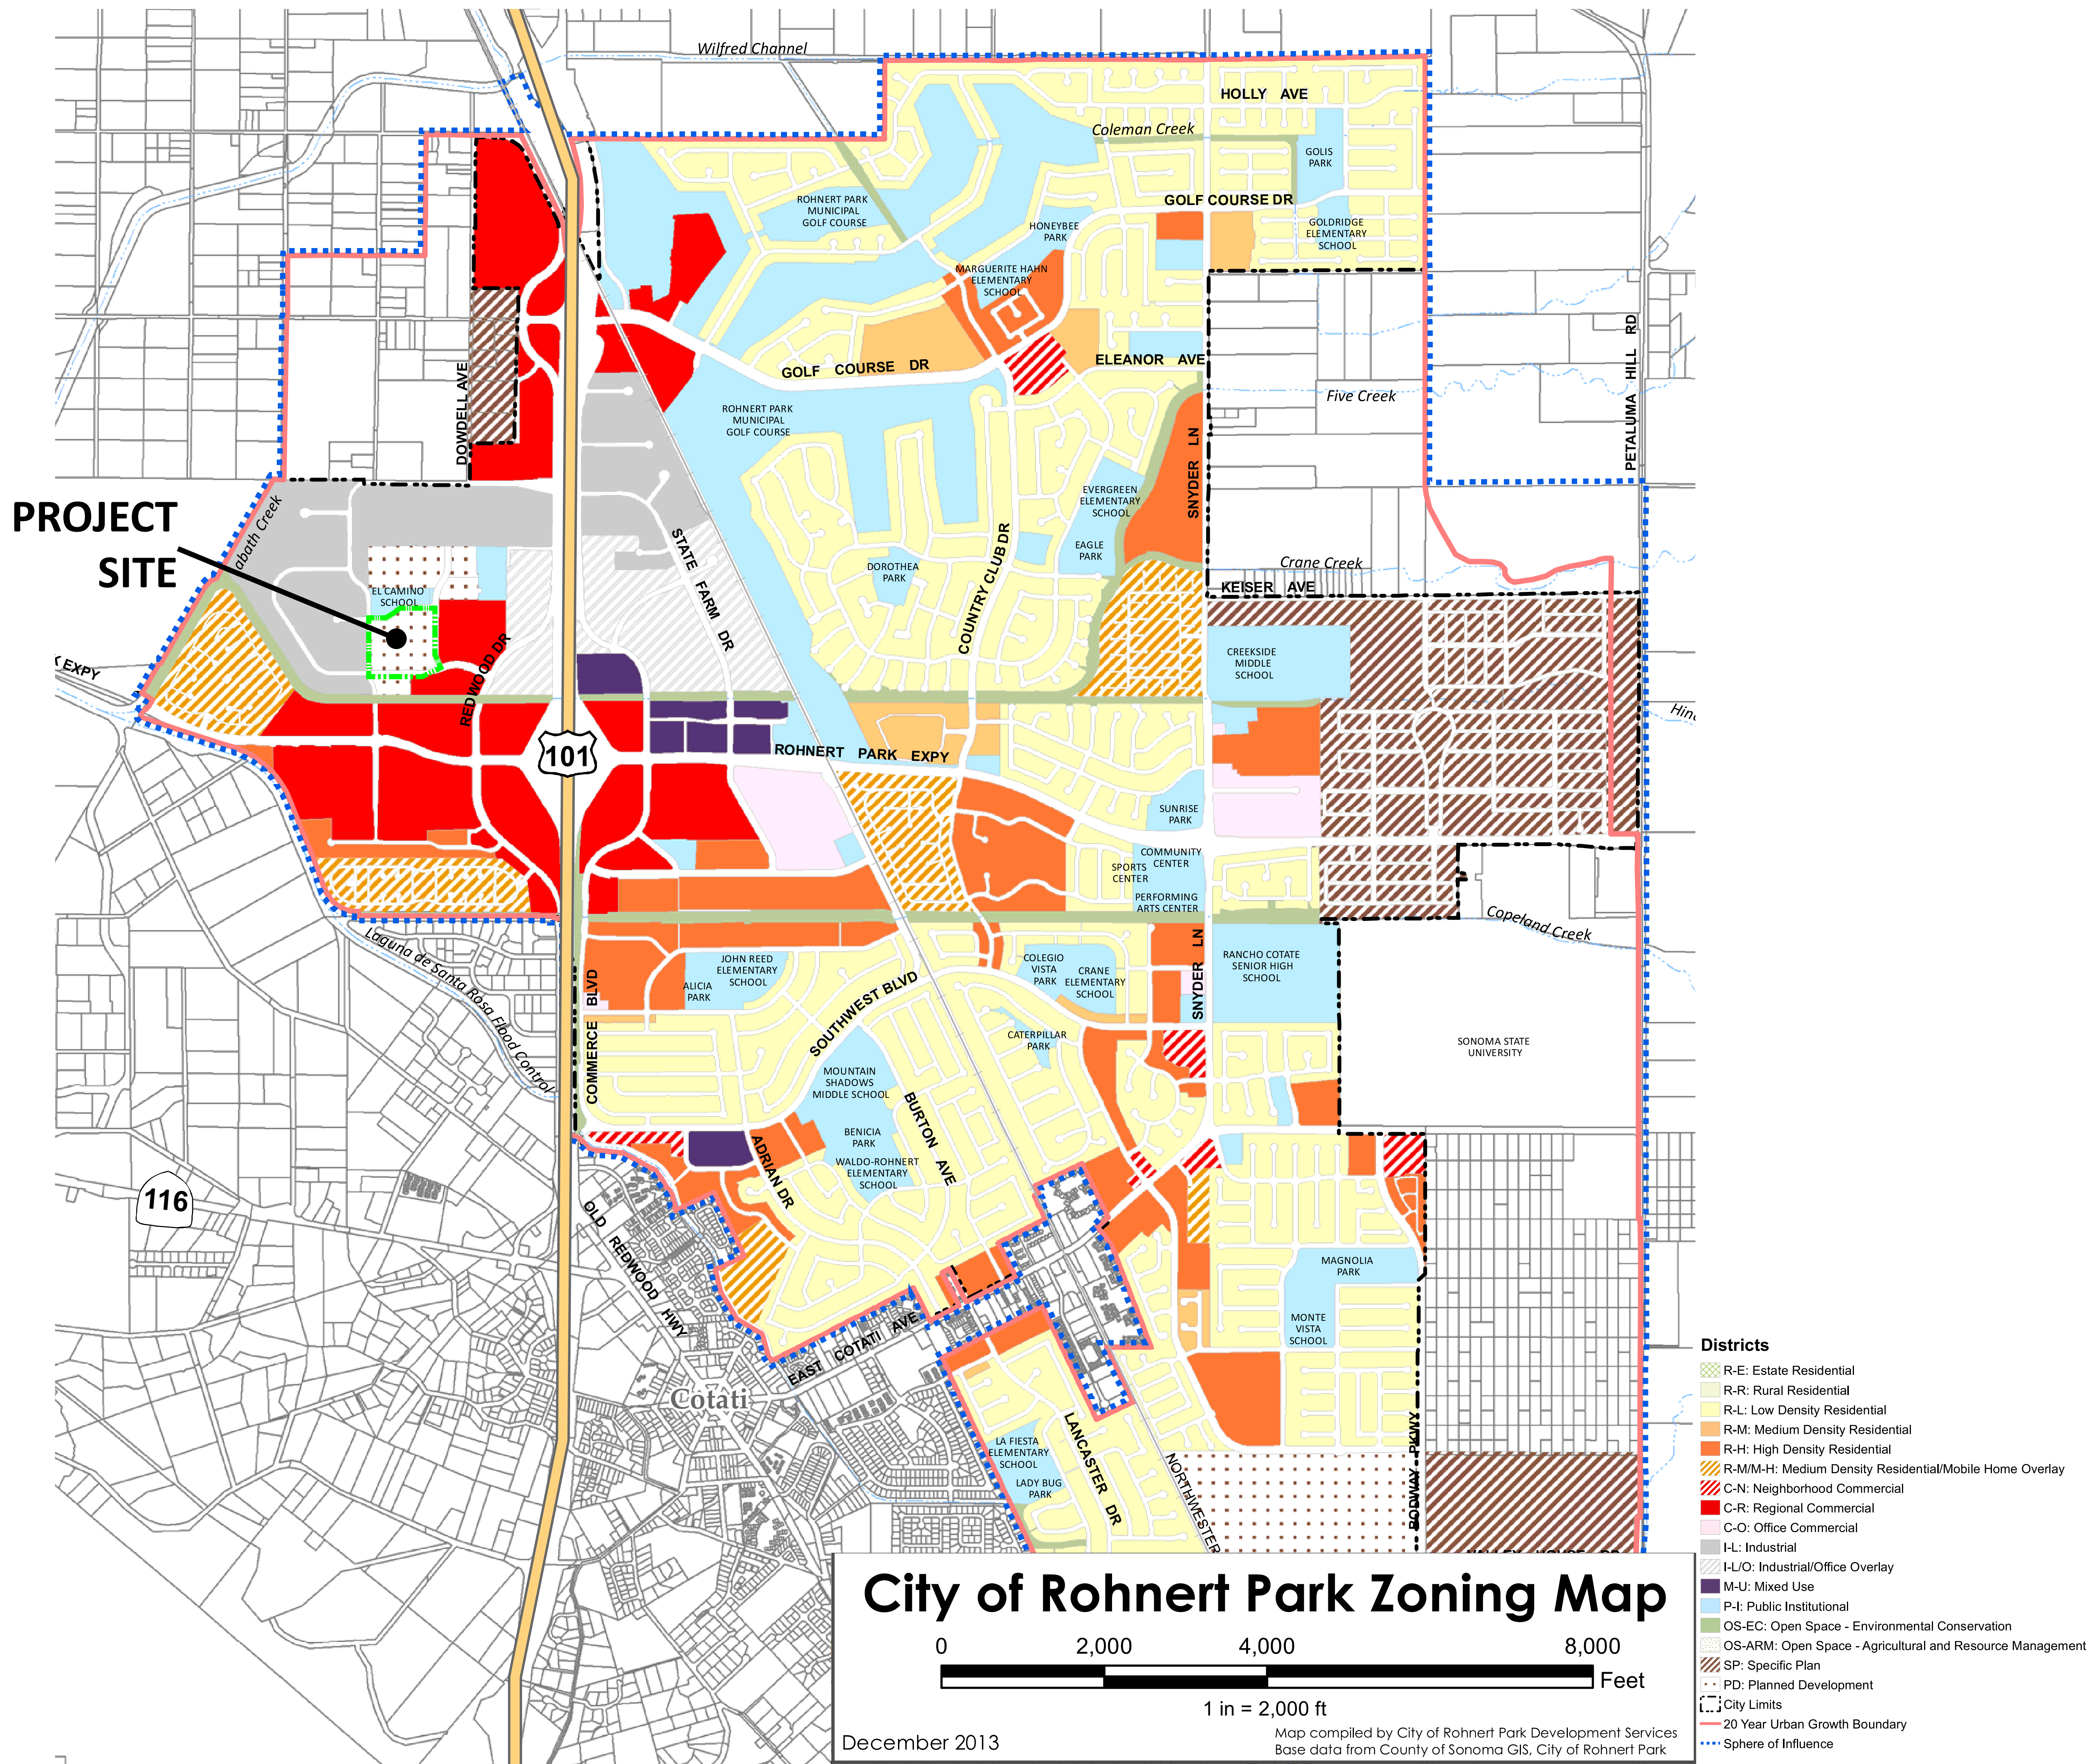 Wilfred Channel
HOLLY AVE
Coleman Creek
GOLIS
PARK
ROHNERT PARK
MUNICIPAL
GOLF COURSE
GOLF COURSE DR
HONEYBEE
PARK
GOLDRIDGE
ELEMENTARY
SCHOOL
MARGUERITE HAHN
ELEMENTARY
SCHOOL
PETALUMA HILL RD
DOWDELL AVE
GOLF COURSE DR
ELEANOR AVE
Five Creek
ROHNERT PARK
MUNICIPAL
GOLF COURSE
SNYDER LN
PROJECT
SITE
abath Creek
EVERGREEN
ELEMENTARY
SCHOOL
EAGLE
PARK
STATE FARM DR
COUNTRY CLUB DR
DOROTHEA
PARK
Crane Creek
KEISER AVE
EL CAMINO
SCHOOL
REDWOOD DR
K EXPY
CREEKSIDE
MIDDLE
SCHOOL
101
ROHNERT PARK EXPY
SUNRISE
PARK
COMMUNITY
CENTER
SPORTS
CENTER
PERFORMING
ARTS CENTER
Copeland Creek
Laguna de Santa Rosa Flood Control
COMMERCE BLVD
JOHN REED
ELEMENTARY
SCHOOL
ALICIA
PARK
SOUTHWEST BLVD
COLEGIO
VISTA
PARK
CRANE
ELEMENTARY
SCHOOL
SNYDER LN
RANCHO COTATE
SENIOR HIGH
SCHOOL
CATERPILLAR
PARK
SONOMA STATE
UNIVERSITY
MOUNTAIN
SHADOWS
MIDDLE SCHOOL
BURTON AVE
BENICIA
PARK
WALDO-ROHNERT
ELEMENTARY
SCHOOL
ADRIAN DR
116
OLD REDWOOD HWY
MAGNOLIA
PARK
MONTE
VISTA
SCHOOL
EAST COTATI AVE
Cotati
LANCASTER DR
LA FIESTA
ELEMENTARY
SCHOOL
LADY BUG
PARK
NORTHWESTER
BODWAY PKWY
City of Rohnert Park Zoning Map
0 2,000 4,000 8,000
Feet
1 in = 2,000 ft
December 2013
Map compiled by City of Rohnert Park Development Services
Base data from County of Sonoma GIS, City of Rohnert Park
Districts
R-E: Estate Residential
R-R: Rural Residential
R-L: Low Density Residential
R-M: Medium Density Residential
R-H: High Density Residential
R-M/M-H: Medium Density Residential/Mobile Home Overlay
C-N: Neighborhood Commercial
C-R: Regional Commercial
C-O: Office Commercial
I-L: Industrial
I-L/O: Industrial/Office Overlay
M-U: Mixed Use
P-I: Public Institutional
OS-EC: Open Space - Environmental Conservation
OS-ARM: Open Space - Agricultural and Resource Management
SP: Specific Plan
PD: Planned Development
City Limits
20 Year Urban Growth Boundary
Sphere of Influence